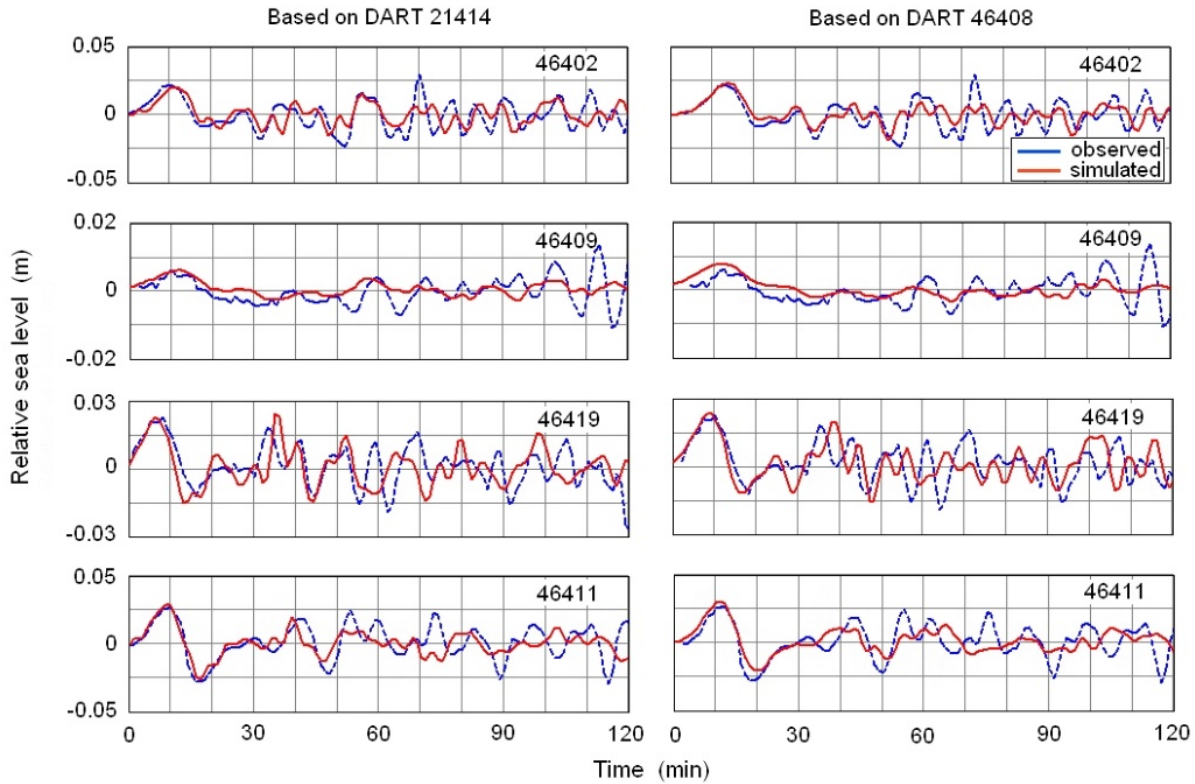 Based on DART 21414
Based on DART 46408
Relative sea level (m)
0.05
0
-0.05
46402
46402
observed
simulated
0.02
0
-0.02
46409
46409
0.03
0
-0.03
46419
46419
0.05
0
-0.05
46411
46411
0 30 60 90 120
0 30 60 90 120
Time (min)